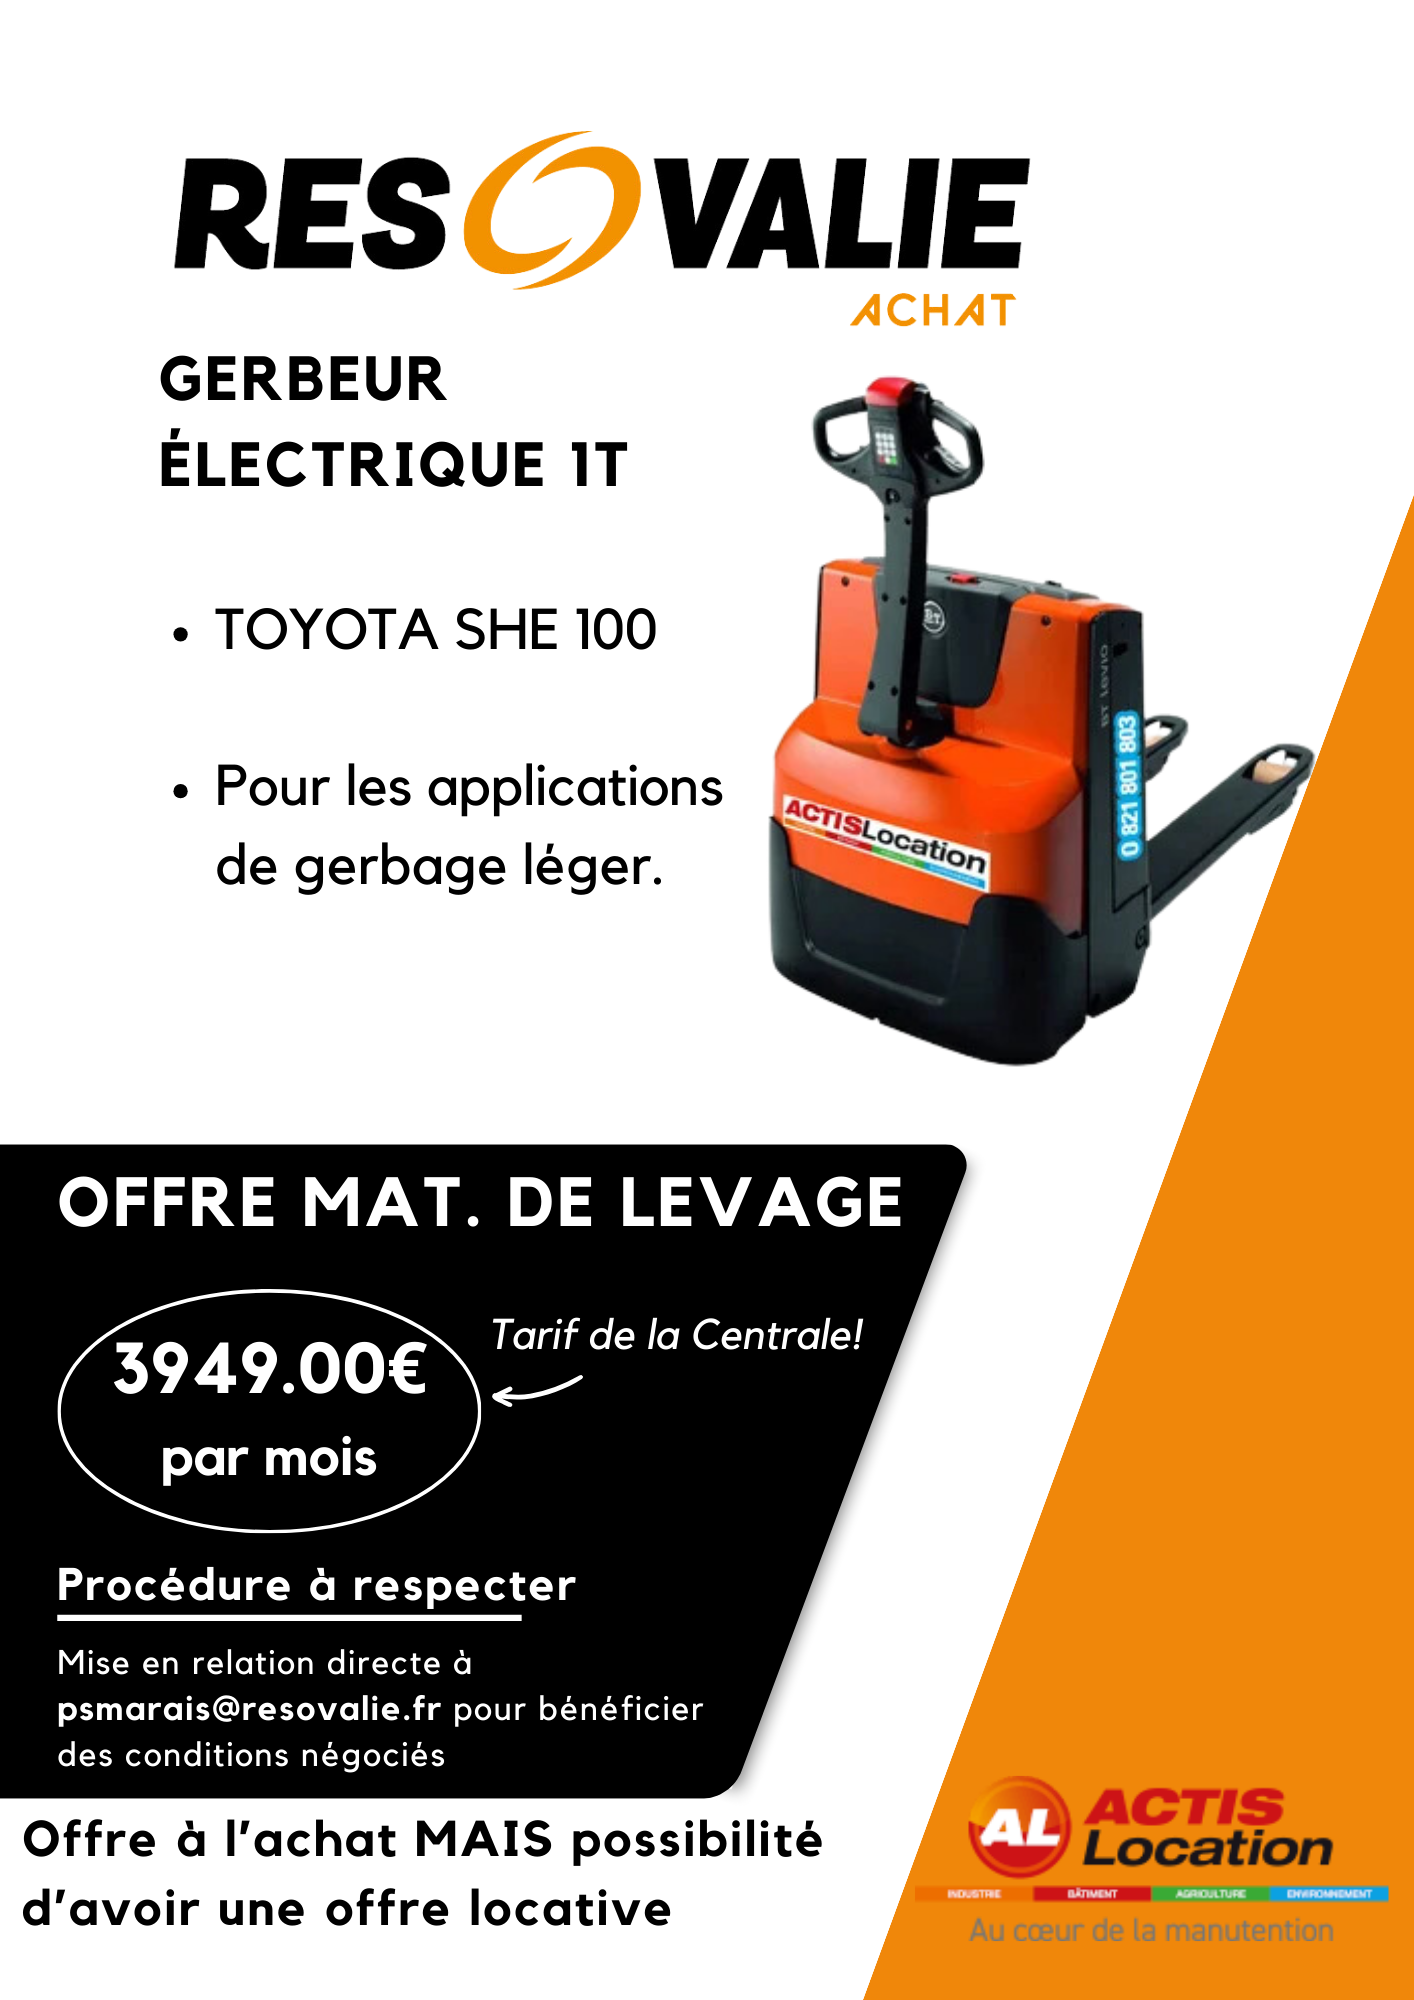 RESOVALIE
ACHAT
GERBEUR
ÉLECTRIQUE 1T
• TOYOTA SHE 100
• Pour les applications
de gerbage léger.
BT
BT Levio
0 821 801 803
ACTISLocation
OFFRE MAT. DE LEVAGE
3949.00€
par mois
Tarif de la Centrale!
Procédure à respecter
Mise en relation directe à
psmarais@resovalie.fr pour bénéficier
des conditions négociés
Offre à l’achat MAIS possibilité
d’avoir une offre locative
AL ACTIS
Location
INDUSTRIE BÂTIMENT AGRICULTURE ENVIRONNEMENT
Au cœur de la manutention